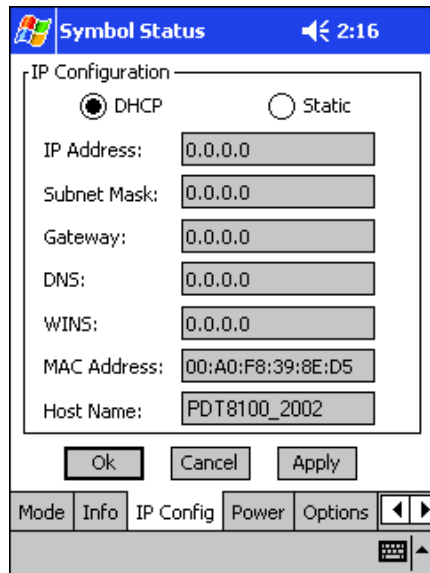 Symbol Status 2:16
IP Configuration
DHCP Static
IP Address: 0.0.0.0
Subnet Mask: 0.0.0.0
Gateway: 0.0.0.0
DNS: 0.0.0.0
WINS: 0.0.0.0
MAC Address: 00:A0:F8:39:8E:D5
Host Name: PDT8100_2002
Ok Cancel Apply
Mode Info IP Config Power Options